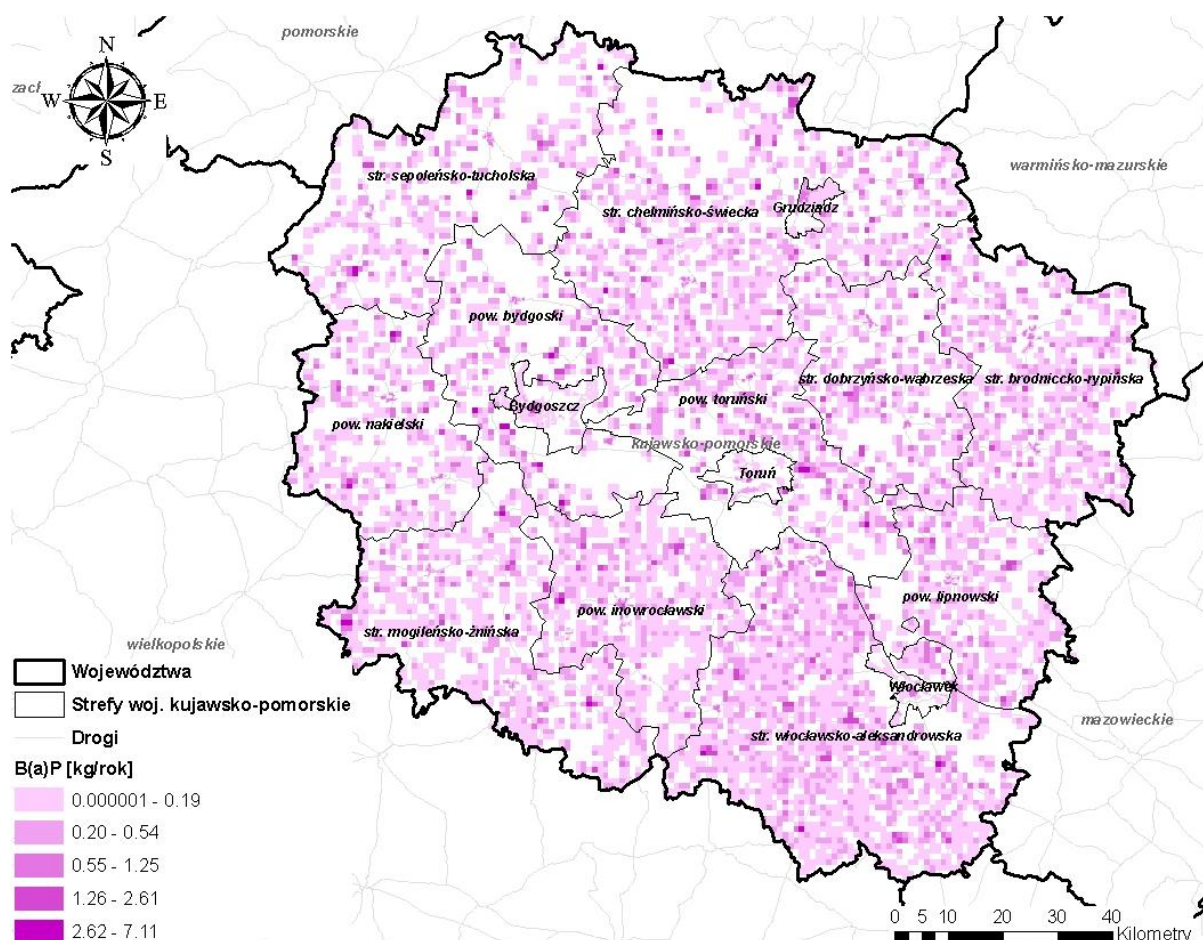 pomorskie
N
zacł
W
E
S
warmińsko-mazurskie
str. sępoleńsko-tucholska
Grudziądz
str. chełmińsko-świecka
pow. bydgoski
str. dobrzyńsko-wąbrzeska
str. brodniccko-rypińska
pow. toruński
Bydgoszcz
pow. nakielski
kujawsko-pomorskie
Toruń
pow. lipnowski
pow. inowrocławski
str. mogileńsko-żnińska
wielkopolskie
Włocławek
mazowieckie
str. włocławsko-aleksandrowska
Województwa
Strefy woj. kujawsko-pomorskie
Drogi
B(a)P [kg/rok]
0.000001 - 0.19
0.20 - 0.54
0.55 - 1.25
1.26 - 2.61
2.62 - 7.11
0 5 10 20 30 40
Kilometry